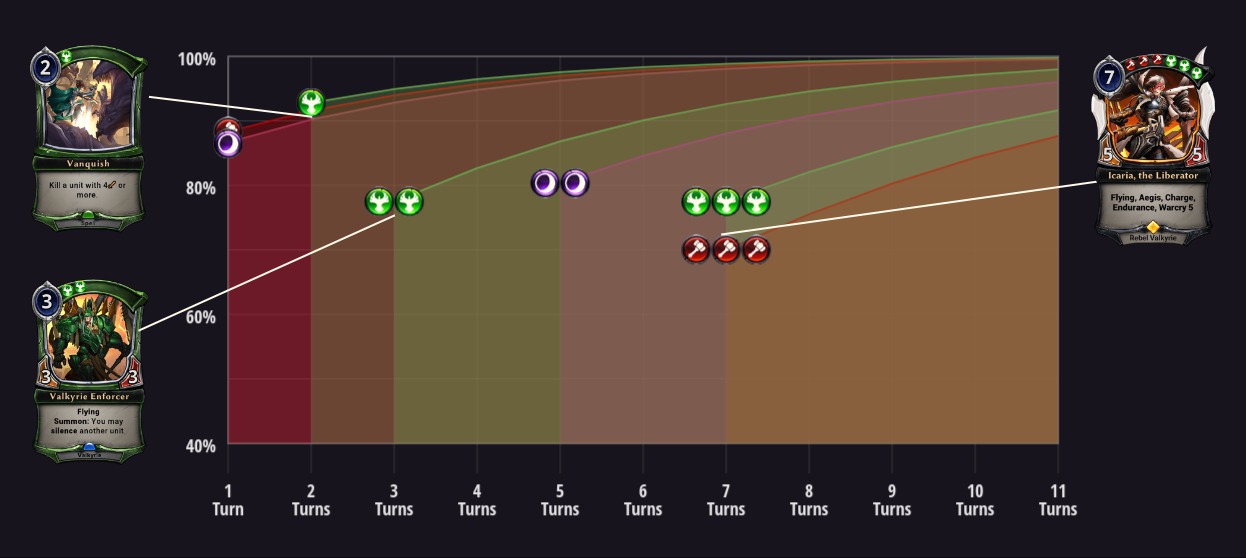 2
Vanquish
Kill a unit with 4 or
more.
Spell
3
3
3
Valkyrie Enforcer
Flying
Summon: You may
silence another unit.
Valkyrie
100%
80%
60%
40%
1
Turn
2
Turns
3
Turns
4
Turns
5
Turns
6
Turns
7
Turns
8
Turns
9
Turns
10
Turns
11
Turns
7
5
5
Icaria, the Liberator
Flying, Aegis, Charge,
Endurance, Warcry 5
Rebel Valkyrie